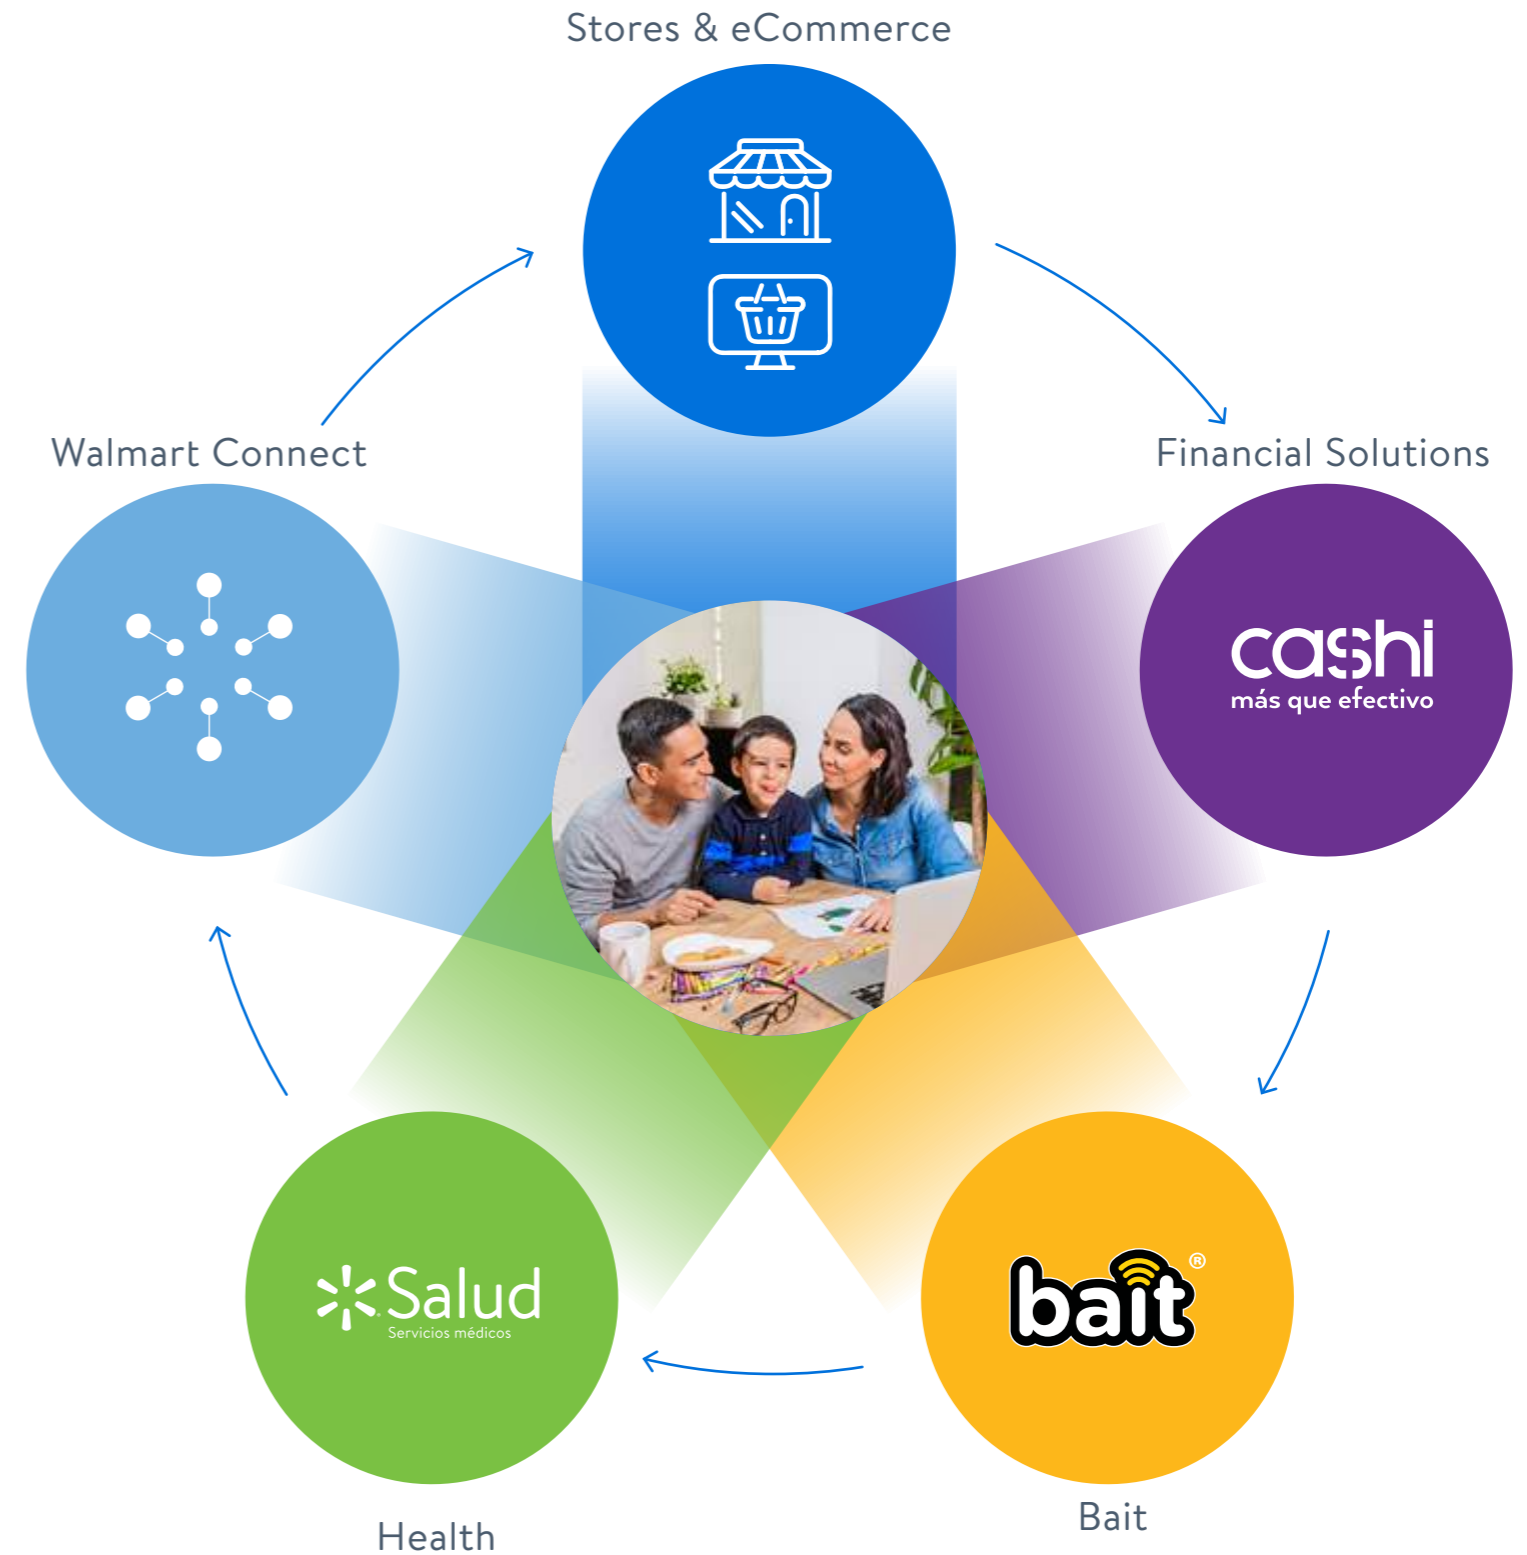 Stores & eCommerce
Walmart Connect
Financial Solutions
cashi
más que efectivo
Salud
Servicios médicos
bait®
Health
Bait